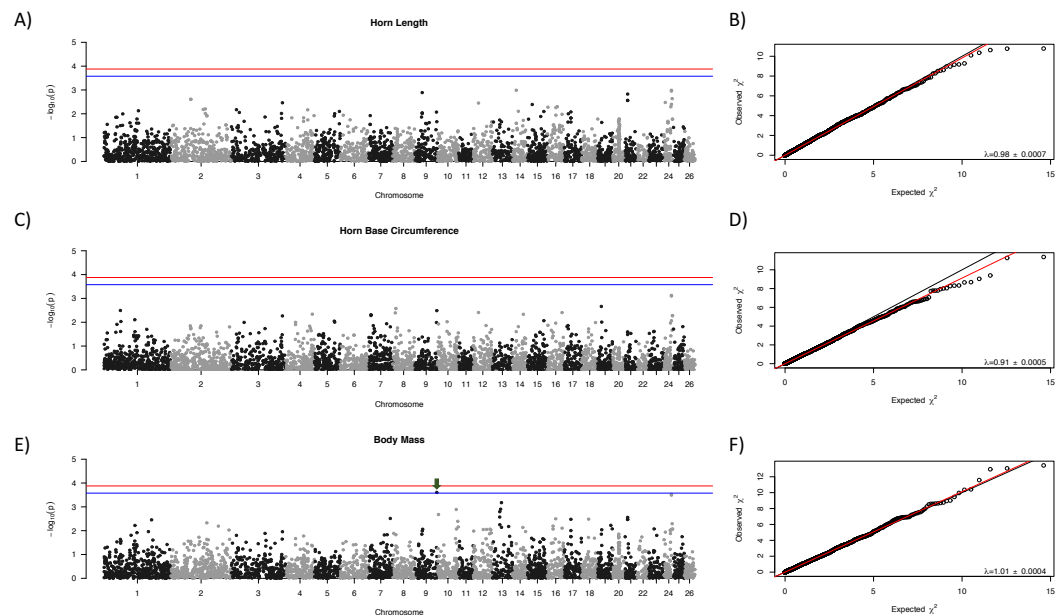 A)
Horn Length
5
4
3
2
1
0
−log10(p)
1 2 3 4 5 6 7 8 9 10 11 12 13 14 15 16 17 18 20 22 24 26
Chromosome
B)
10
8
6
4
2
0
Observed χ²
λ=0.98 ± 0.0007
0 5 10 15
Expected χ²
C)
Horn Base Circumference
5
4
3
2
1
0
−log10(p)
1 2 3 4 5 6 7 8 9 10 11 12 13 14 15 16 17 18 20 22 24 26
Chromosome
D)
10
8
6
4
2
0
Observed χ²
λ=0.91 ± 0.0005
0 5 10 15
Expected χ²
E)
Body Mass
5
4
3
2
1
0
−log10(p)
1 2 3 4 5 6 7 8 9 10 11 12 13 14 15 16 17 18 20 22 24 26
Chromosome
F)
12
10
8
6
4
2
0
Observed χ²
λ=1.01 ± 0.0004
0 5 10 15
Expected χ²